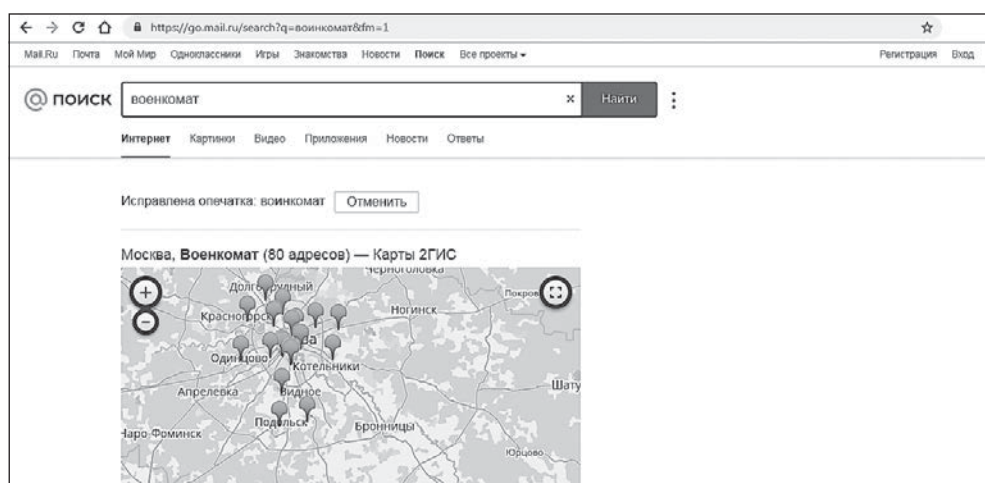 https://go.mail.ru/search?q=воинкомат&fm=1
Mail.Ru Почта Мой Мир Одноклассники Игры Знакомства Новости Поиск Все проекты Регистрация Вход
ПОИСК военкомат × Найти
Интернет Картинки Видео Приложения Новости Ответы
Исправлена опечатка: воинкомат Отменить
Москва, Военкомат (80 адресов) — Карты 2ГИС
Черноголовка
Покров
Красногорск
Ногинск
Одинцово
Котельники
Шату
Апрелевка
Видное
Подольск
Бронницы
Наро-Фоминск
Юрцово